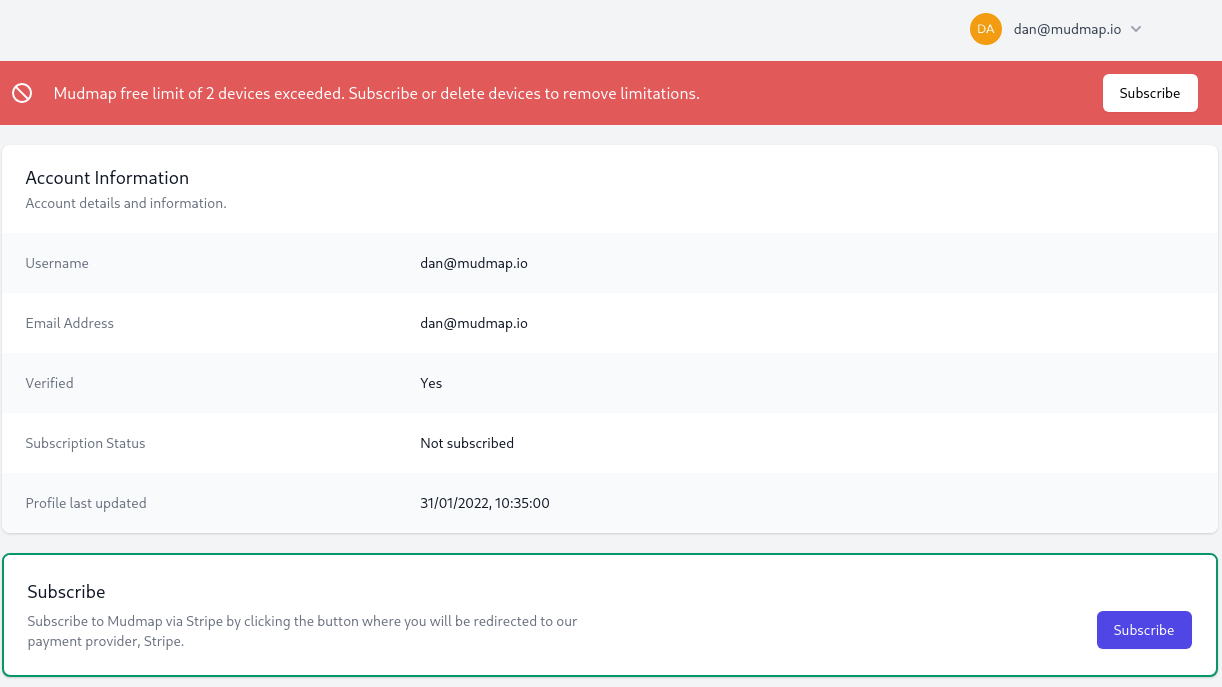 DA dan@mudmap.io
Mudmap free limit of 2 devices exceeded. Subscribe or delete devices to remove limitations. Subscribe
Account Information
Account details and information.
Username dan@mudmap.io
Email Address dan@mudmap.io
Verified Yes
Subscription Status Not subscribed
Profile last updated 31/01/2022, 10:35:00
Subscribe
Subscribe to Mudmap via Stripe by clicking the button where you will be redirected to our
payment provider, Stripe.
Subscribe